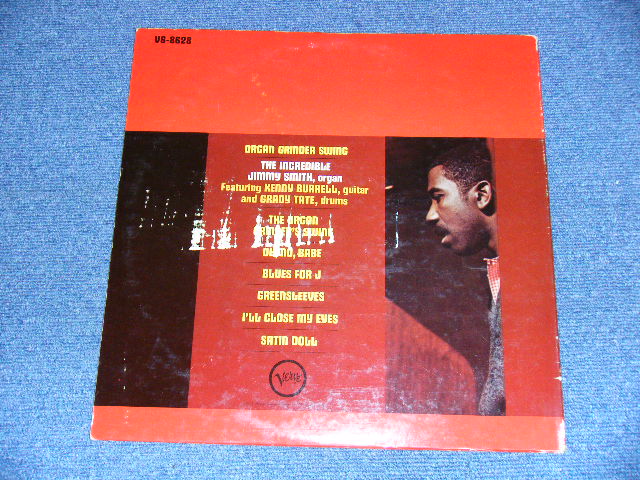 V6-8628
ORGAN GRINDER SWING
THE INCREDIBLE
JIMMY SMITH, organ
Featuring KENNY BURRELL, guitar
and GRADY TATE, drums
THE ORGAN
GRINDER'S SWING
OH, NO, BABE
BLUES FOR J
GREENSLEEVES
I'LL CLOSE MY EYES
SATIN DOLL
Verve